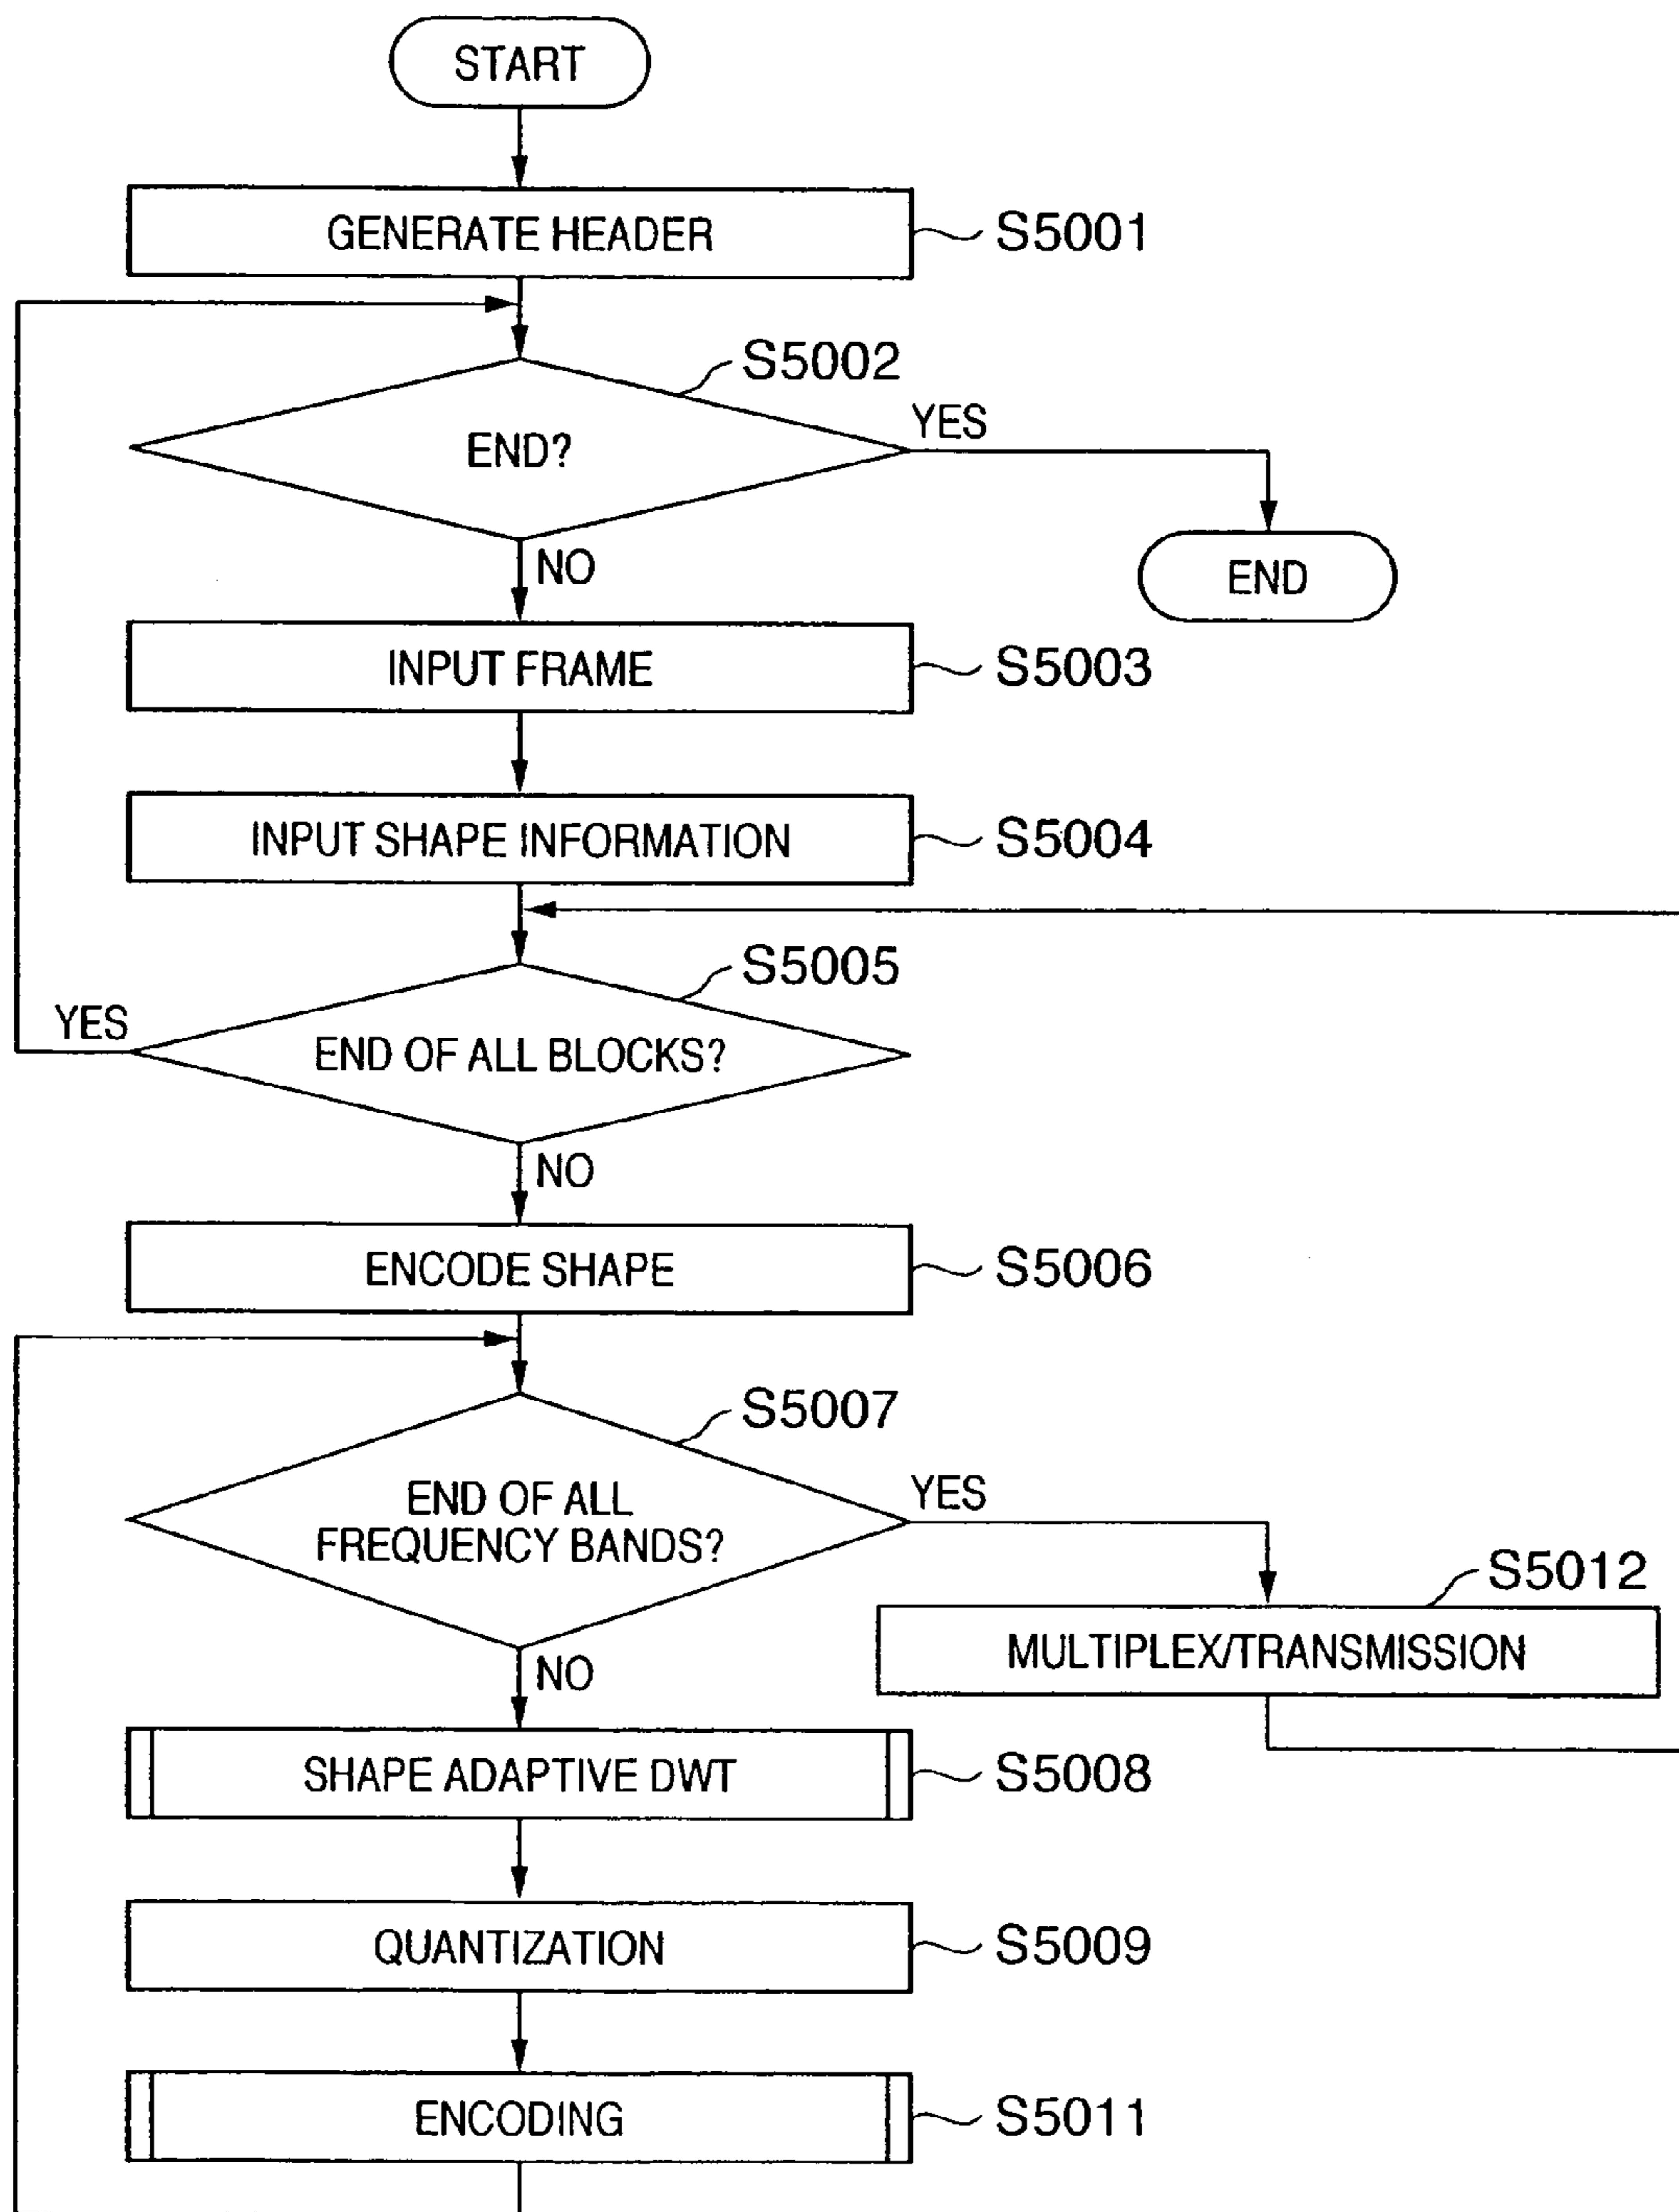 START
GENERATE HEADER
S5001
S5002
END?
YES
NO
END
INPUT FRAME
S5003
INPUT SHAPE INFORMATION
S5004
S5005
YES
END OF ALL BLOCKS?
NO
ENCODE SHAPE
S5006
S5007
END OF ALL
FREQUENCY BANDS?
YES
S5012
MULTIPLEX/TRANSMISSION
NO
SHAPE ADAPTIVE DWT
S5008
QUANTIZATION
S5009
ENCODING
S5011